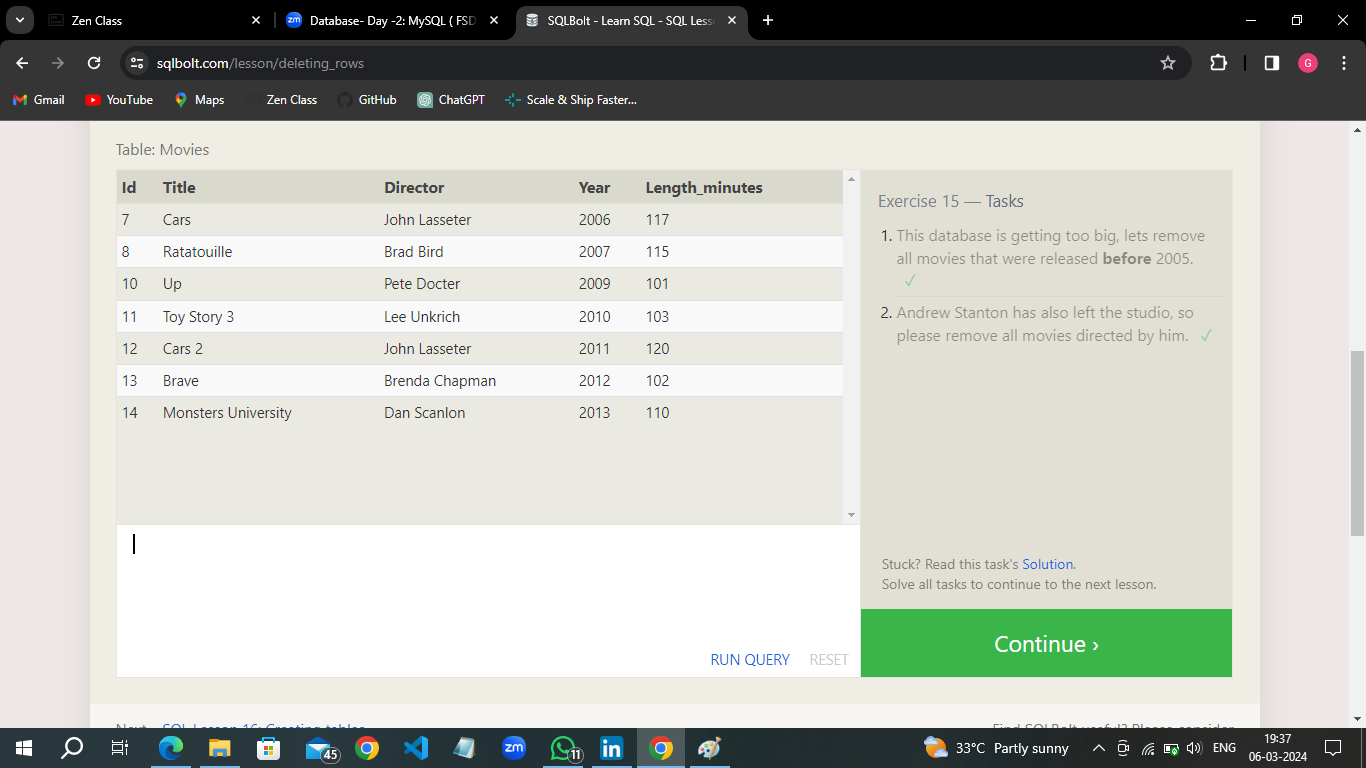 Zen Class
Database- Day -2: MySQL ( FSD
SQLBolt - Learn SQL - SQL Less
sqlbolt.com/lesson/deleting_rows
G
Gmail
YouTube
Maps
Zen Class
GitHub
ChatGPT
Scale & Ship Faster...
Table: Movies
Id Title Director Year Length_minutes
7 Cars John Lasseter 2006 117
8 Ratatouille Brad Bird 2007 115
10 Up Pete Docter 2009 101
11 Toy Story 3 Lee Unkrich 2010 103
12 Cars 2 John Lasseter 2011 120
13 Brave Brenda Chapman 2012 102
14 Monsters University Dan Scanlon 2013 110
RUN QUERY RESET
Exercise 15 — Tasks
1. This database is getting too big, lets remove
all movies that were released before 2005.
✓
2. Andrew Stanton has also left the studio, so
please remove all movies directed by him. ✓
Stuck? Read this task's Solution.
Solve all tasks to continue to the next lesson.
Continue ›
Next – SQL Lesson 16: Creating tables
Find SQLBolt useful? Please consider
zm
45
zm
11
33°C Partly sunny
ENG
19:37
06-03-2024